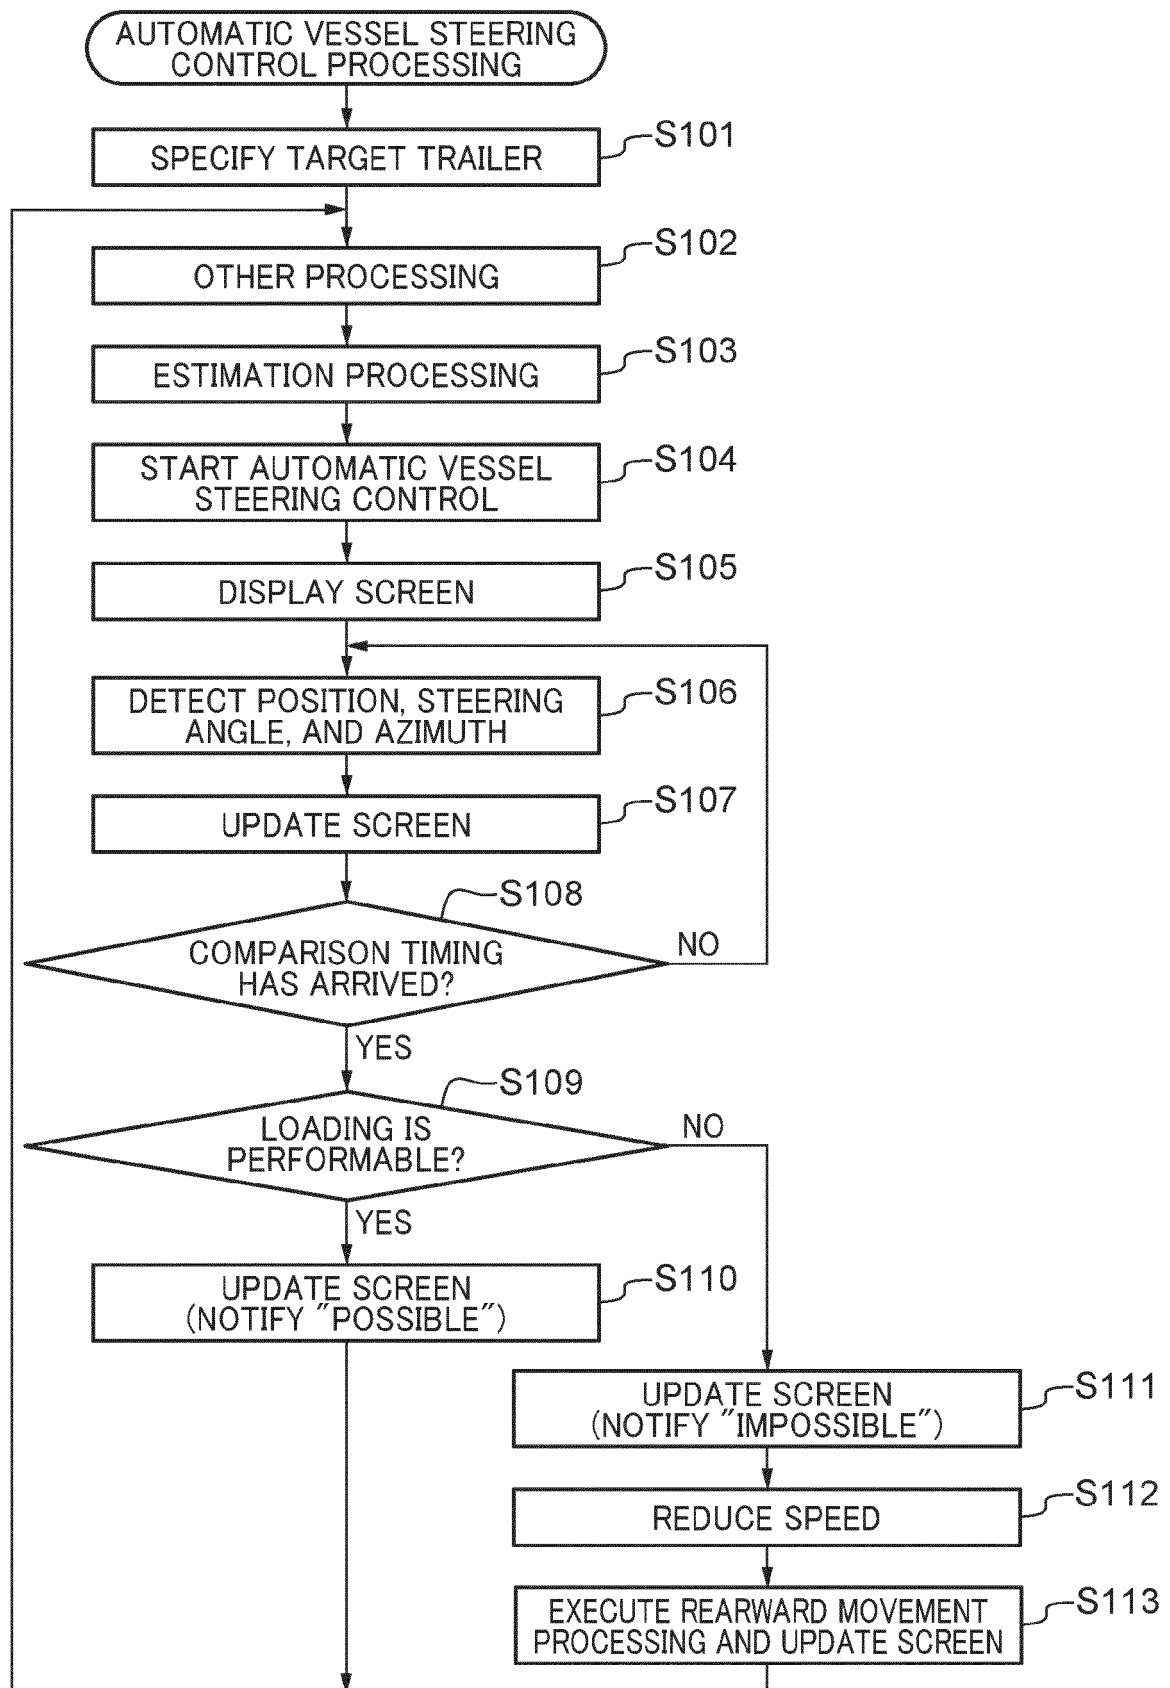 AUTOMATIC VESSEL STEERING
CONTROL PROCESSING
S101
SPECIFY TARGET TRAILER
S102
OTHER PROCESSING
S103
ESTIMATION PROCESSING
S104
START AUTOMATIC VESSEL
STEERING CONTROL
S105
DISPLAY SCREEN
S106
DETECT POSITION, STEERING
ANGLE, AND AZIMUTH
S107
UPDATE SCREEN
S108
COMPARISON TIMING
HAS ARRIVED?
NO
YES
S109
LOADING IS
PERFORMABLE?
NO
YES
S110
UPDATE SCREEN
(NOTIFY "POSSIBLE")
S111
UPDATE SCREEN
(NOTIFY "IMPOSSIBLE")
S112
REDUCE SPEED
S113
EXECUTE REARWARD MOVEMENT
PROCESSING AND UPDATE SCREEN